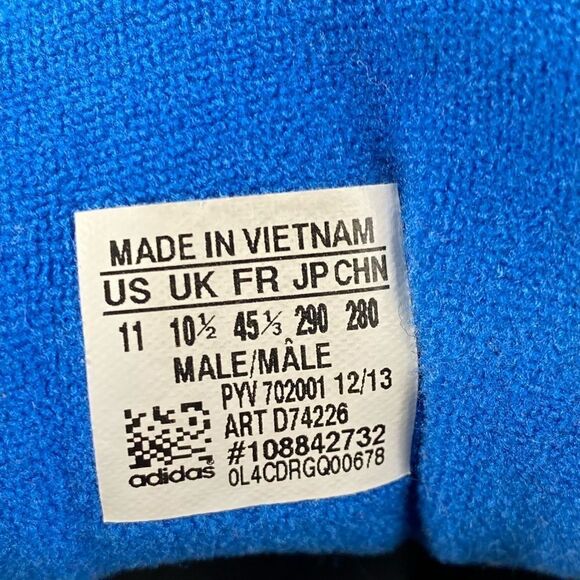 MADE IN VIETNAM
US UK FR JP CHN
11 10½ 45⅓ 290 280
MALE/MÂLE
PYV 702001 12/13
ART D74226
#108842732
adidas 0L4CDRGQ00678